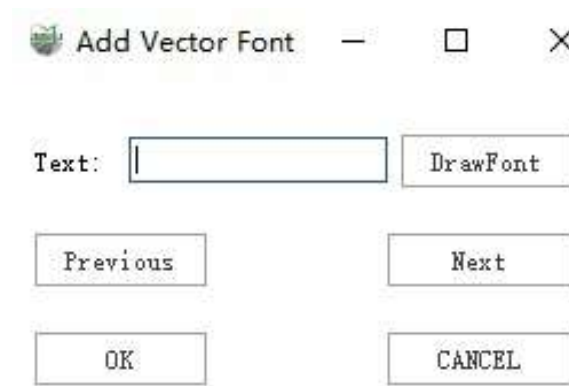 Add Vector Font
Text: DrawFont
Previous Next
OK CANCEL